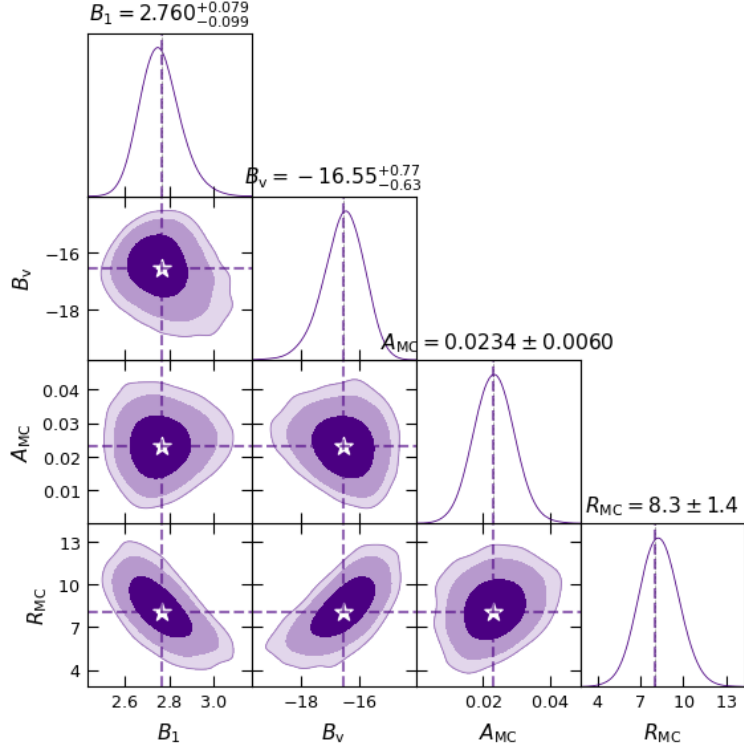 B₁ = 2.760⁺⁰·⁰⁷⁹₋₀.₀₉₉
B_v = −16.55⁺⁰·⁷⁷₋₀.₆₃
−16
−18
B_v
A_MC = 0.0234 ± 0.0060
0.04
0.03
0.02
0.01
A_MC
R_MC = 8.3 ± 1.4
13
10
7
4
R_MC
2.6 2.8 3.0 −18 −16 0.02 0.04 4 7 10 13
B₁ B_v A_MC R_MC